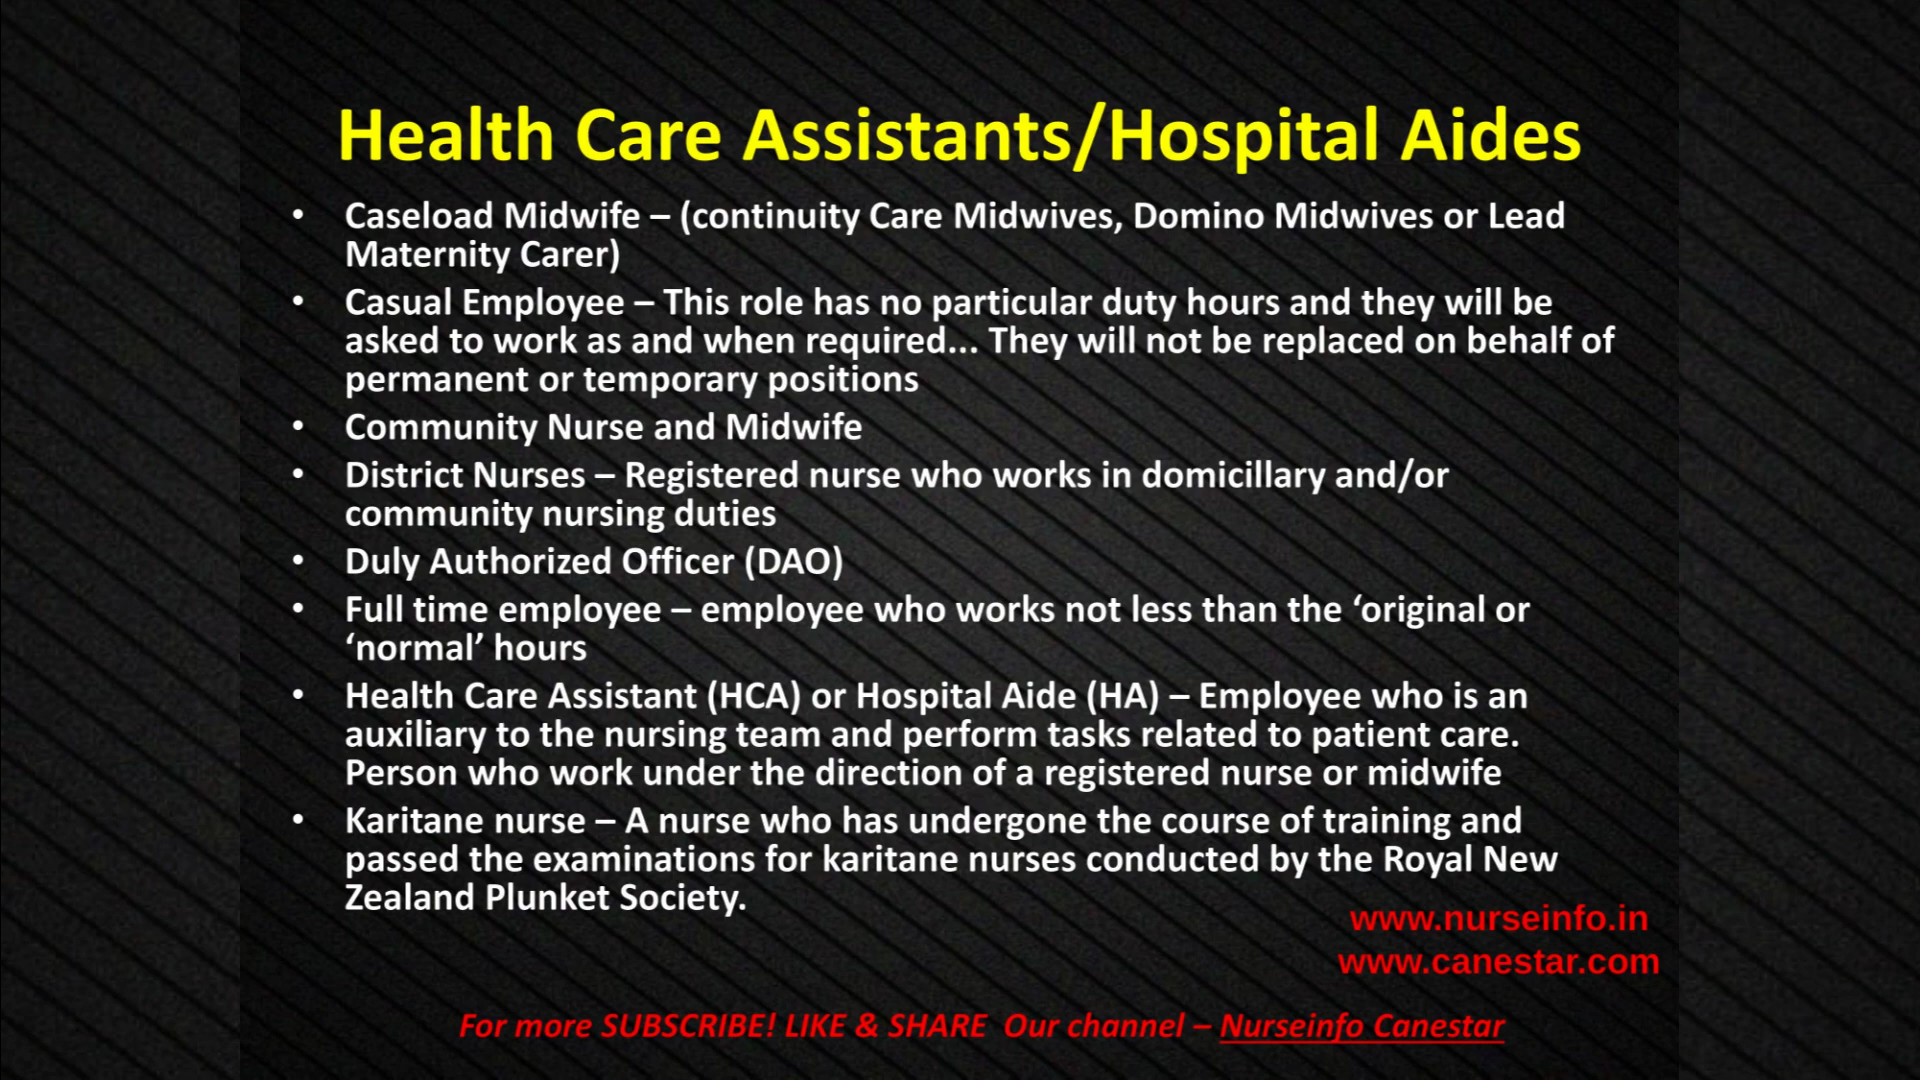 Health Care Assistants/Hospital Aides
• Caseload Midwife – (continuity Care Midwives, Domino Midwives or Lead
Maternity Carer)
• Casual Employee – This role has no particular duty hours and they will be
asked to work as and when required... They will not be replaced on behalf of
permanent or temporary positions
• Community Nurse and Midwife
• District Nurses – Registered nurse who works in domicillary and/or
community nursing duties
• Duly Authorized Officer (DAO)
• Full time employee – employee who works not less than the ‘original or
‘normal’ hours
• Health Care Assistant (HCA) or Hospital Aide (HA) – Employee who is an
auxiliary to the nursing team and perform tasks related to patient care.
Person who work under the direction of a registered nurse or midwife
• Karitane nurse – A nurse who has undergone the course of training and
passed the examinations for karitane nurses conducted by the Royal New
Zealand Plunket Society.
www.nurseinfo.in
www.canestar.com
For more SUBSCRIBE! LIKE & SHARE Our channel – Nurseinfo Canestar